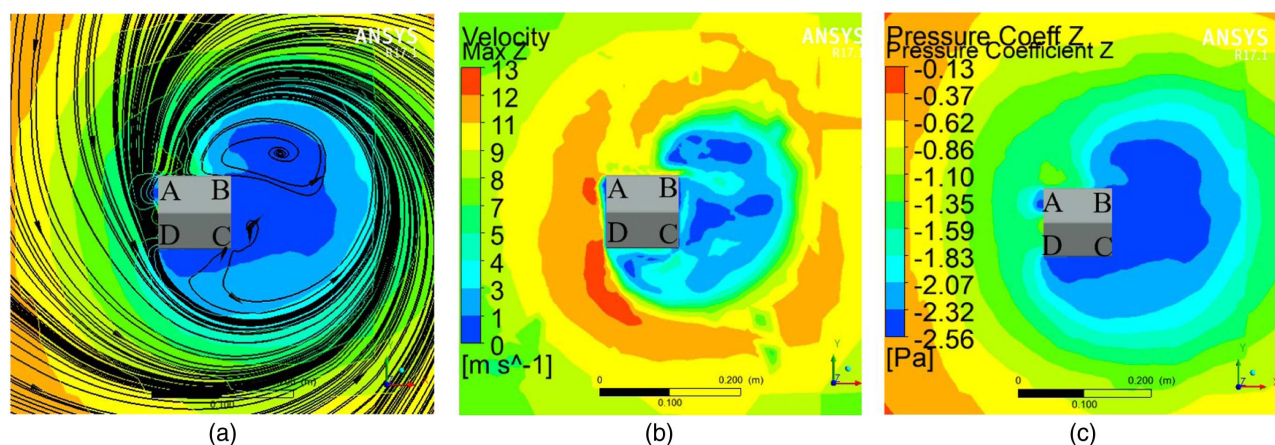 ANSYS
R17.1
A B
D C
0.100
(a)
Velocity
Max Z
13
12
11
9
8
7
5
4
3
1
0
[m s^-1]
ANSYS
R17.1
A B
D C
Y
Z
0 0.200 (m)
0.100
(b)
Pressure Coeff Z
Pressure Coefficient Z
-0.13
-0.37
-0.62
-0.86
-1.10
-1.35
-1.59
-1.83
-2.07
-2.32
-2.56
[Pa]
ANSYS
R17.1
A B
D C
Y
Z
0 0.200 (m)
0.100
(c)